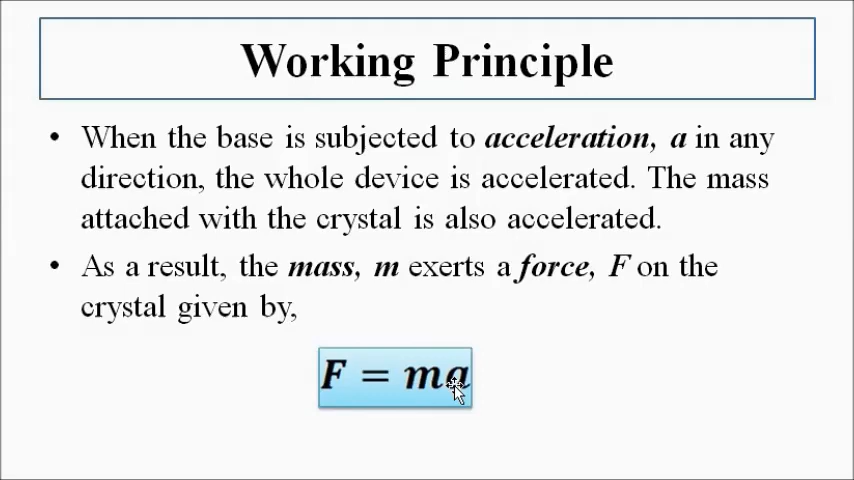 Working Principle
• When the base is subjected to acceleration, a in any
direction, the whole device is accelerated. The mass
attached with the crystal is also accelerated.
• As a result, the mass, m exerts a force, F on the
crystal given by,
F = ma